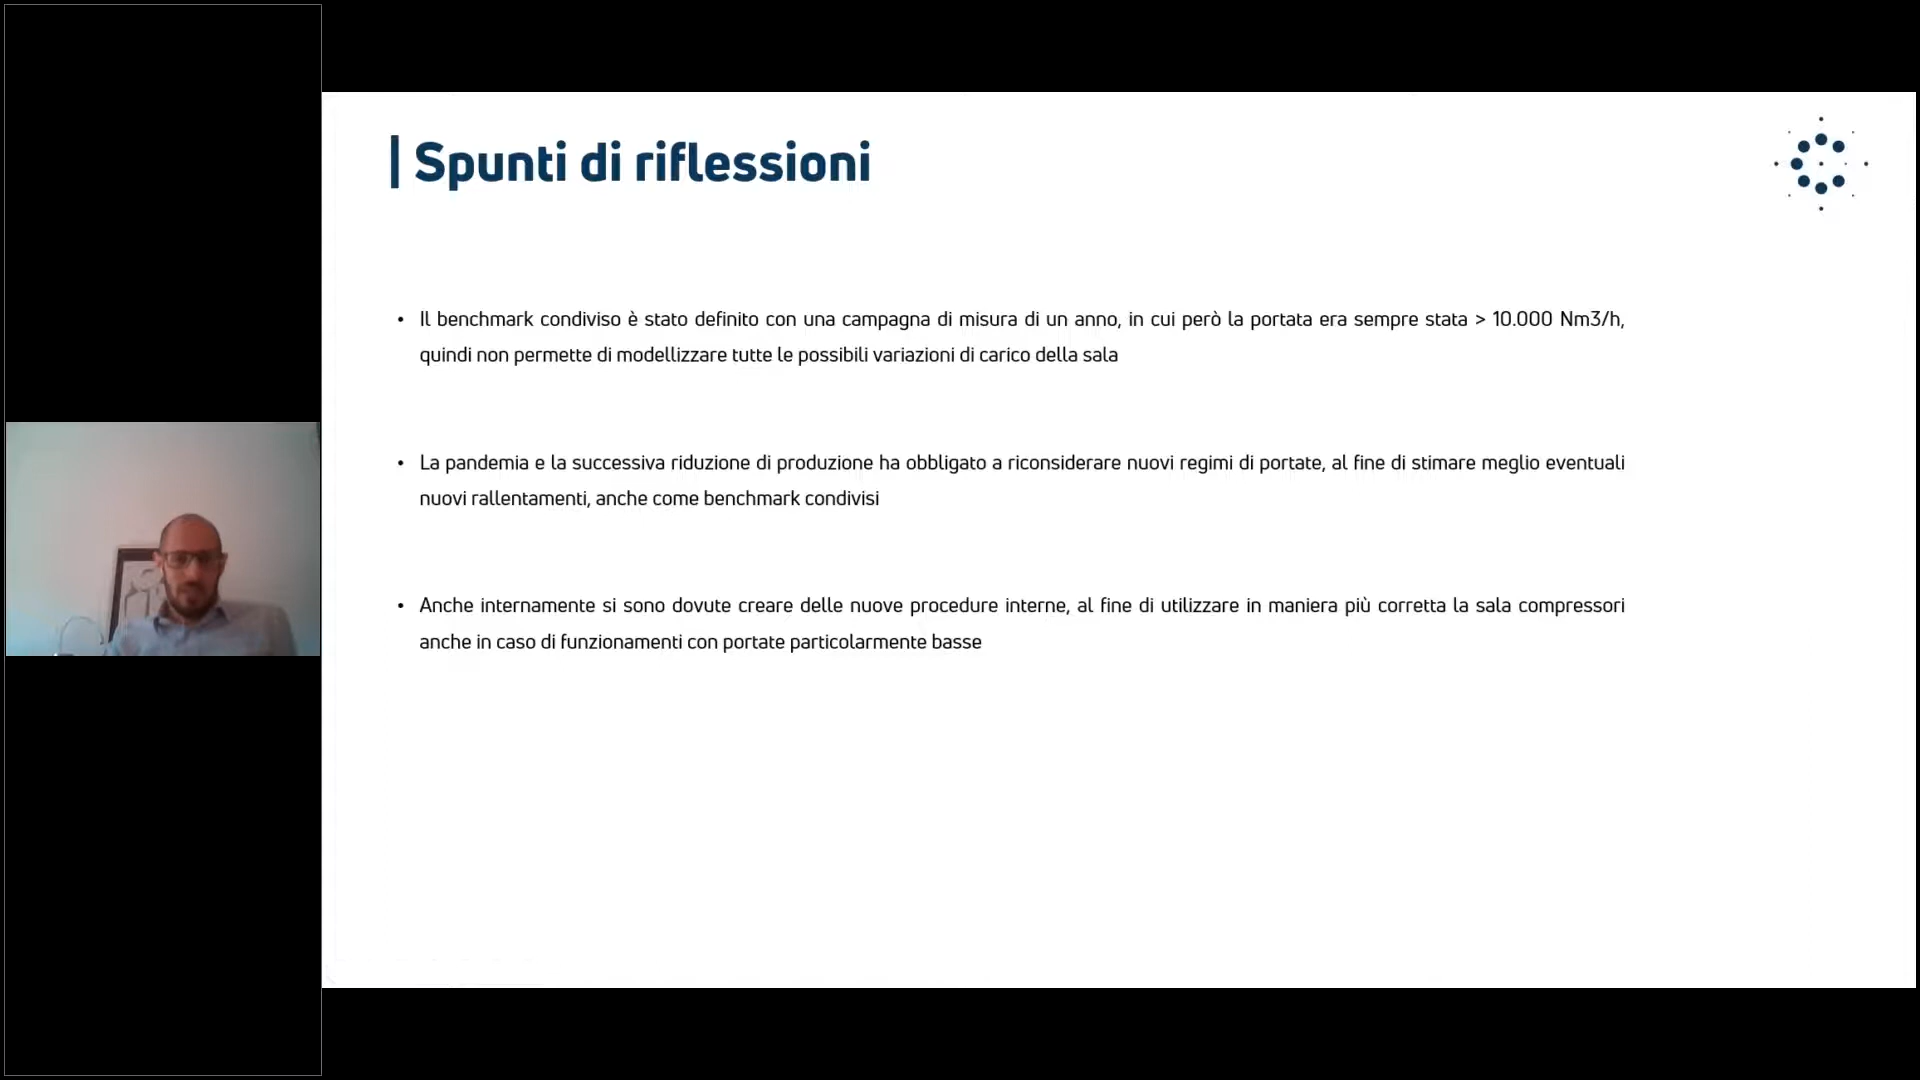 Spunti di riflessioni
• Il benchmark condiviso è stato definito con una campagna di misura di un anno, in cui però la portata era sempre stata > 10.000 Nm3/h,
quindi non permette di modellizzare tutte le possibili variazioni di carico della sala
• La pandemia e la successiva riduzione di produzione ha obbligato a riconsiderare nuovi regimi di portate, al fine di stimare meglio eventuali
nuovi rallentamenti, anche come benchmark condivisi
• Anche internamente si sono dovute creare delle nuove procedure interne, al fine di utilizzare in maniera più corretta la sala compressori
anche in caso di funzionamenti con portate particolarmente basse